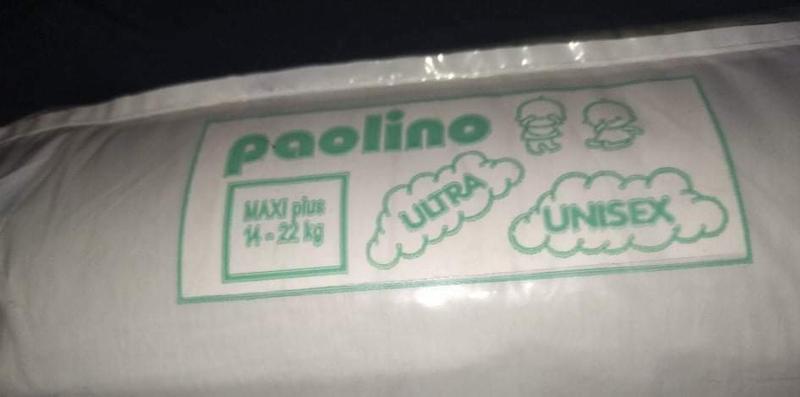 paolino
MAXI plus
14 - 22 kg
ULTRA
UNISEX